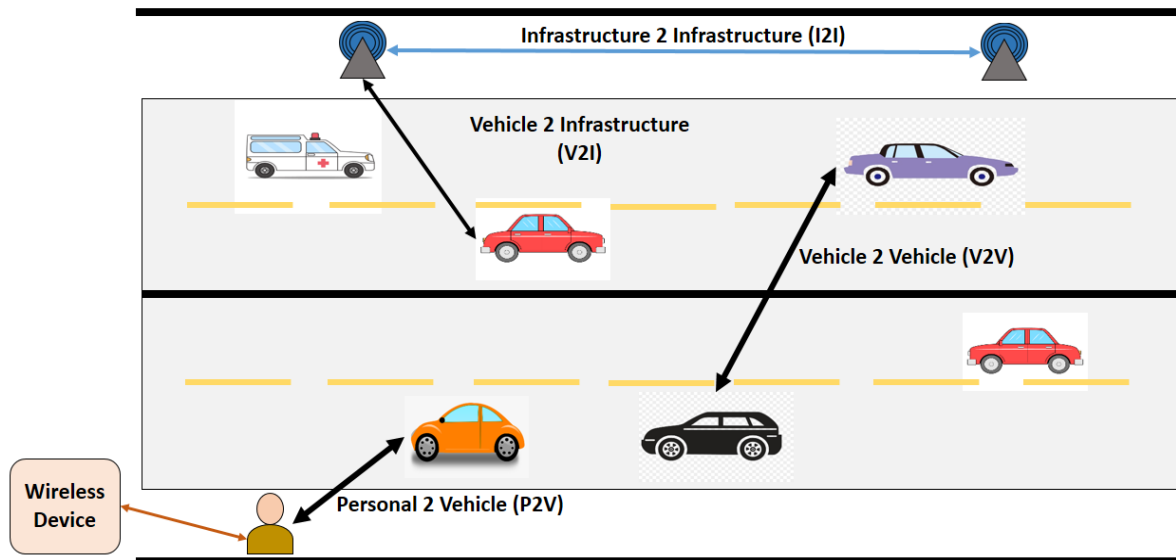 Infrastructure 2 Infrastructure (I2I)
Vehicle 2 Infrastructure
(V2I)
Vehicle 2 Vehicle (V2V)
Personal 2 Vehicle (P2V)
Wireless
Device